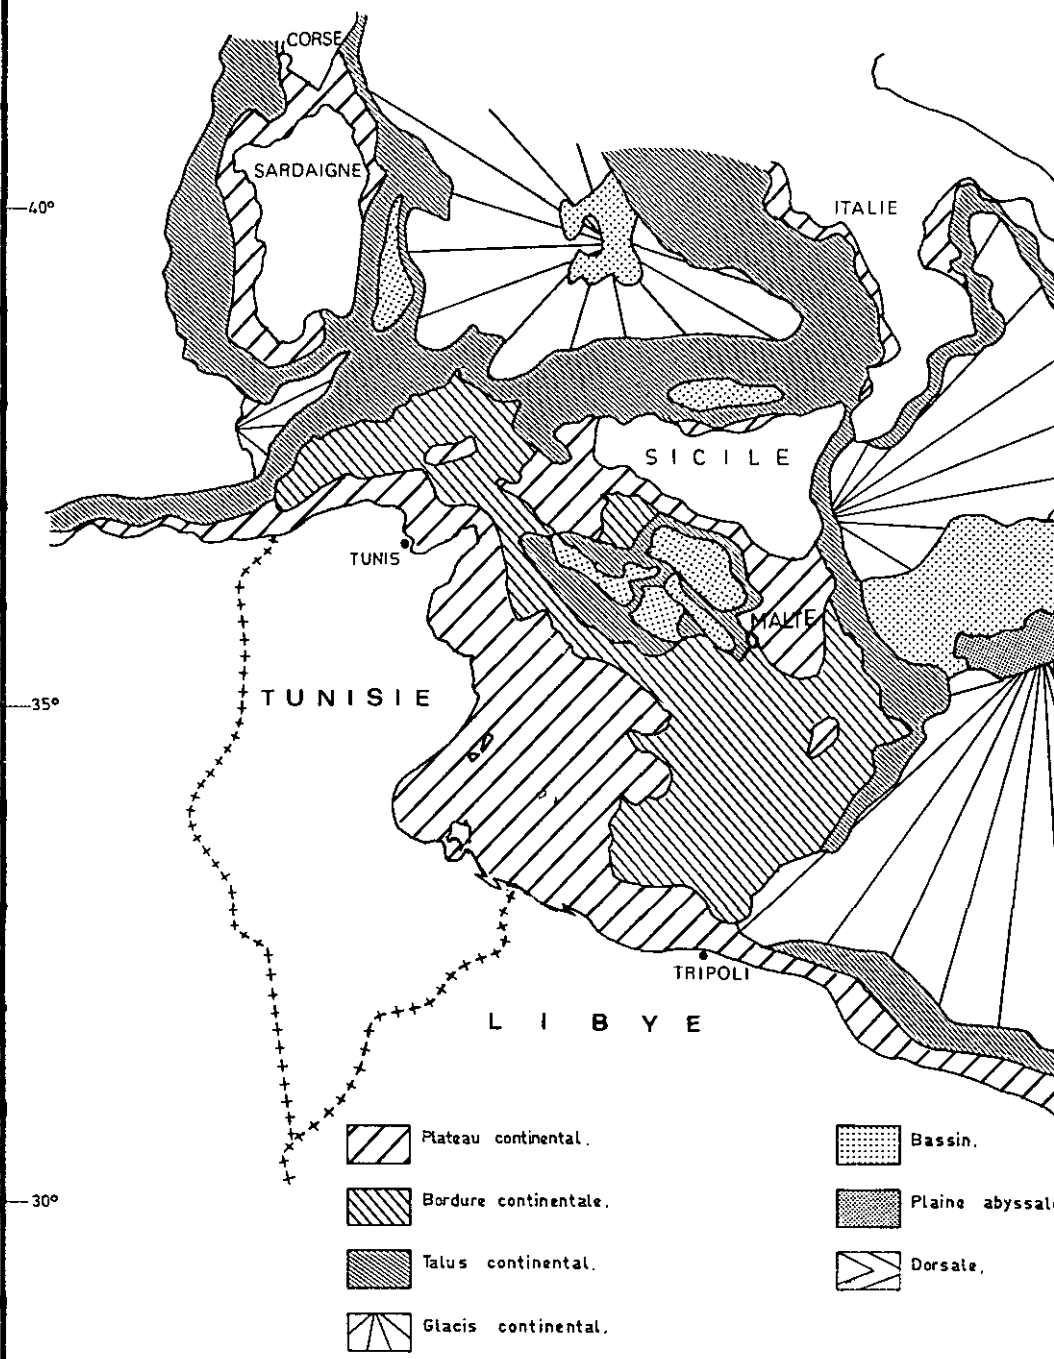 CORSE
SARDAIGNE
40°
ITALIE
SICILE
TUNIS
MALTE
TUNISIE
35°
TRIPOLI
LIBYE
Plateau continental.
Bassin.
Bordure continentale.
Plaine abyssale
30°
Talus continental.
Dorsale.
Glacis continental.